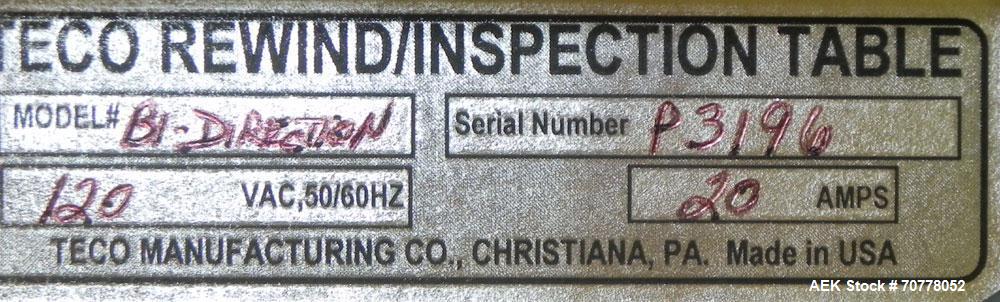 TECO REWIND/INSPECTION TABLE
MODEL# BI-DIRECTION Serial Number P3196
120 VAC,50/60HZ 20 AMPS
TECO MANUFACTURING CO., CHRISTIANA, PA. Made in USA
AEK Stock # 70778052